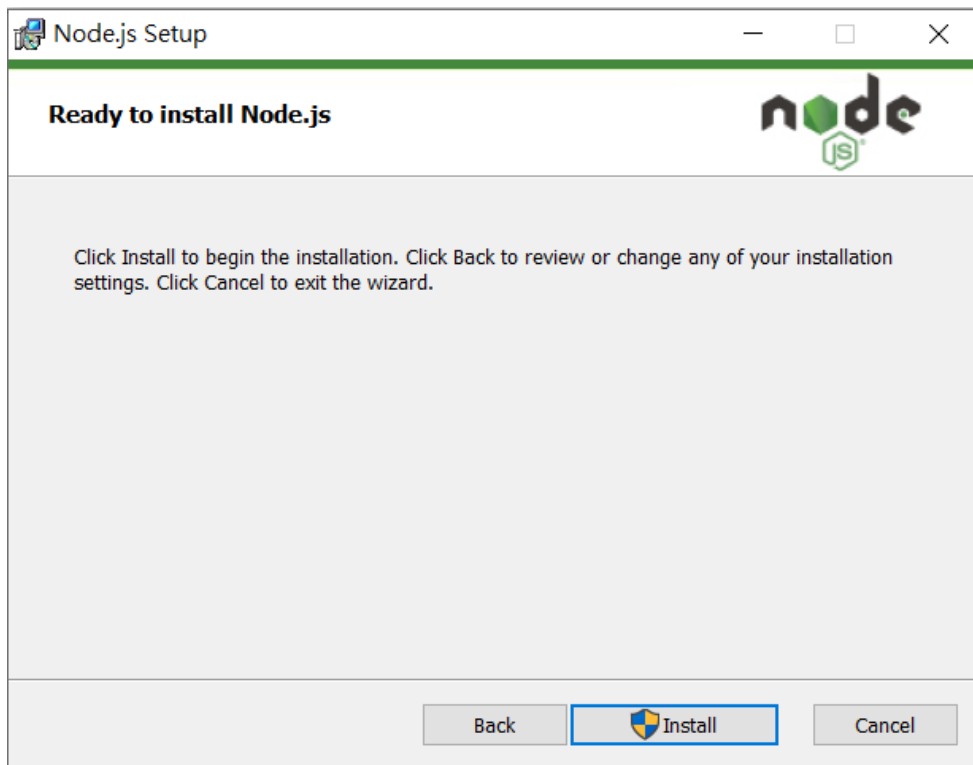 Node.js Setup
Ready to install Node.js
node
JS
Click Install to begin the installation. Click Back to review or change any of your installation
settings. Click Cancel to exit the wizard.
Back
Install
Cancel